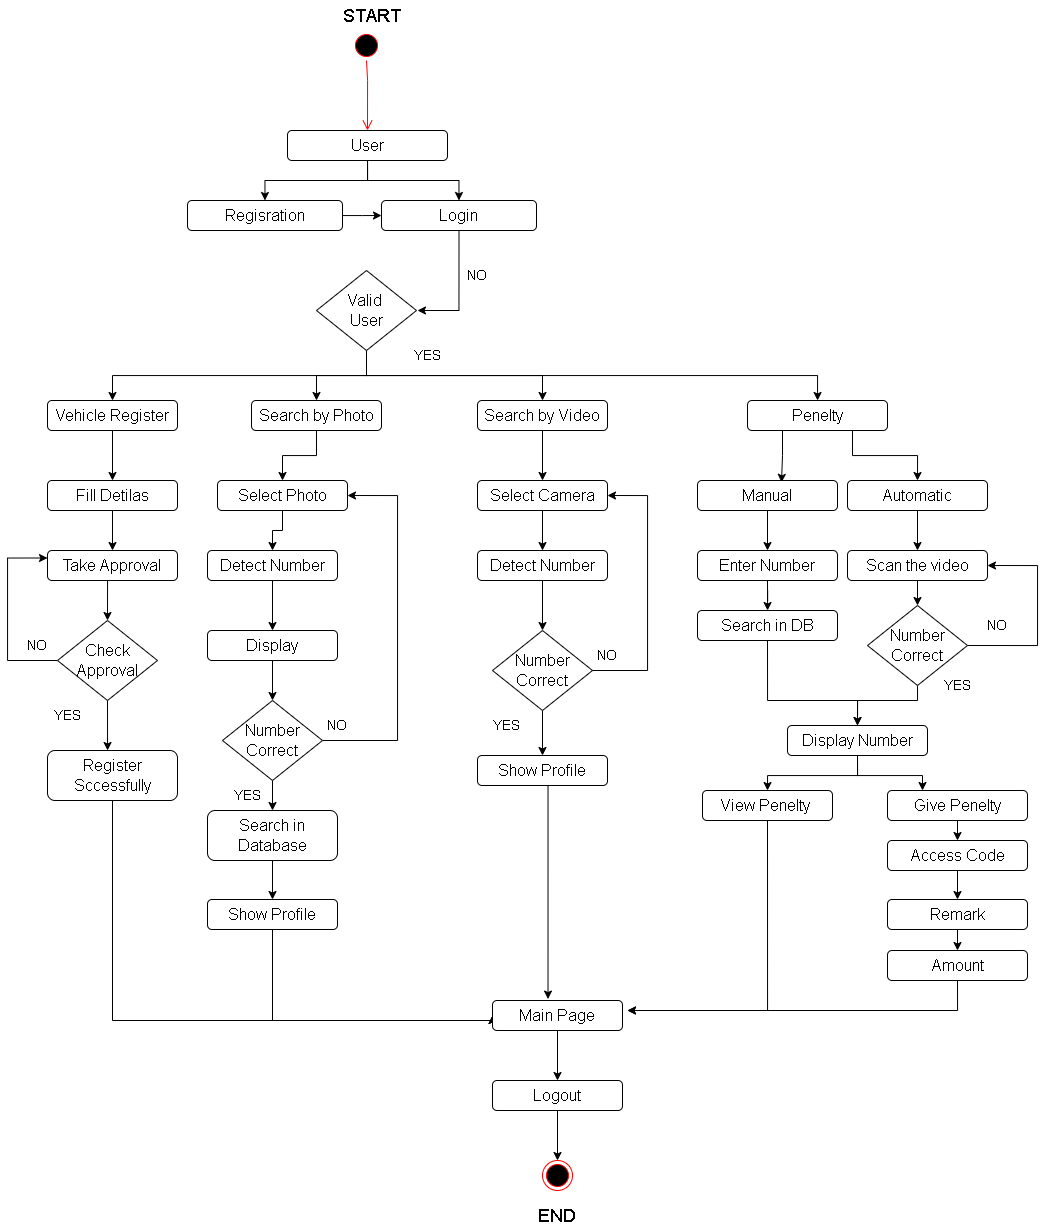 START
User
Regisration
Login
NO
Valid
User
YES
Vehicle Register
Search by Photo
Search by Video
Penelty
Fill Detilas
Select Photo
Select Camera
Manual
Automatic
Take Approval
Detect Number
Detect Number
Enter Number
Scan the video
NO
Check
Approval
Display
Number
Correct
NO
Search in DB
Number
Correct
NO
YES
YES
Number
Correct
NO
YES
Display Number
Register
Sccessfully
Show Profile
YES
Search in
Database
View Penelty
Give Penelty
Access Code
Show Profile
Remark
Amount
Main Page
Logout
END